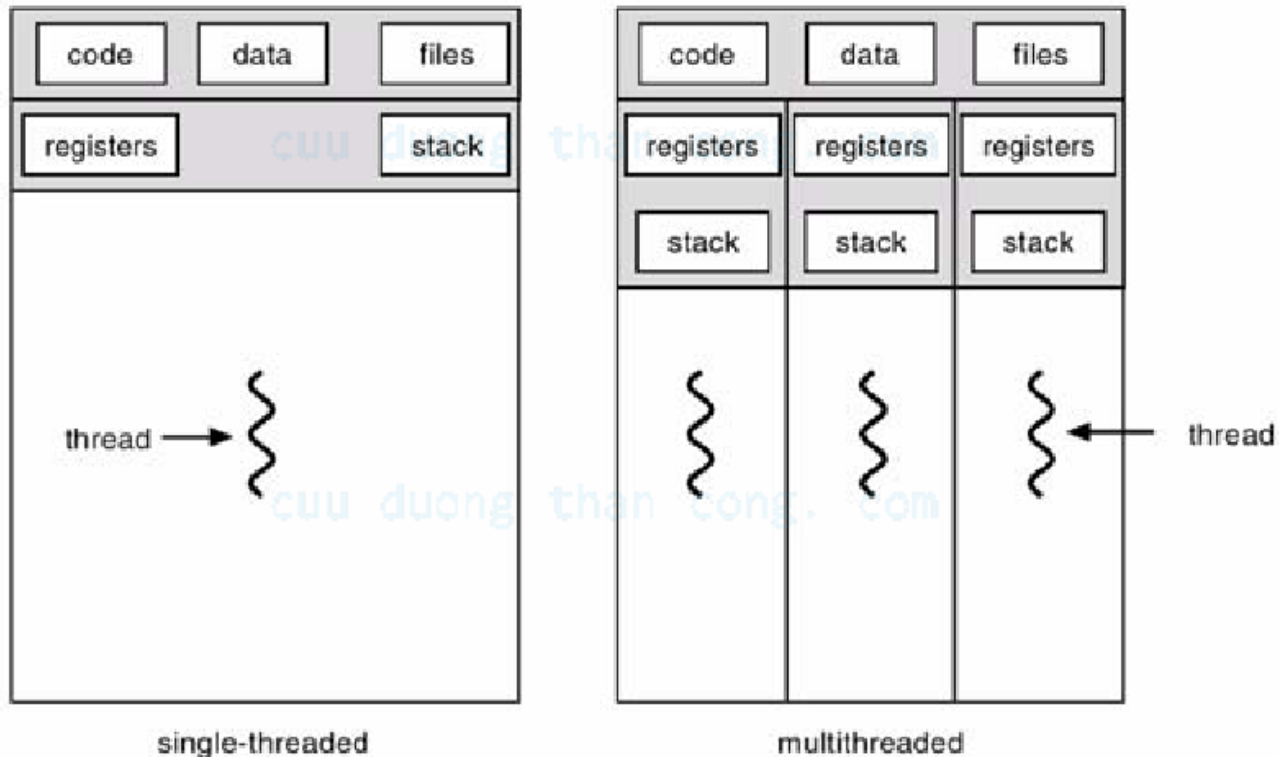 code data files
registers stack
thread
single-threaded
code data files
registers registers registers
stack stack stack
thread
multithreaded
cuu duong than cong. com
cuu duong than cong. com